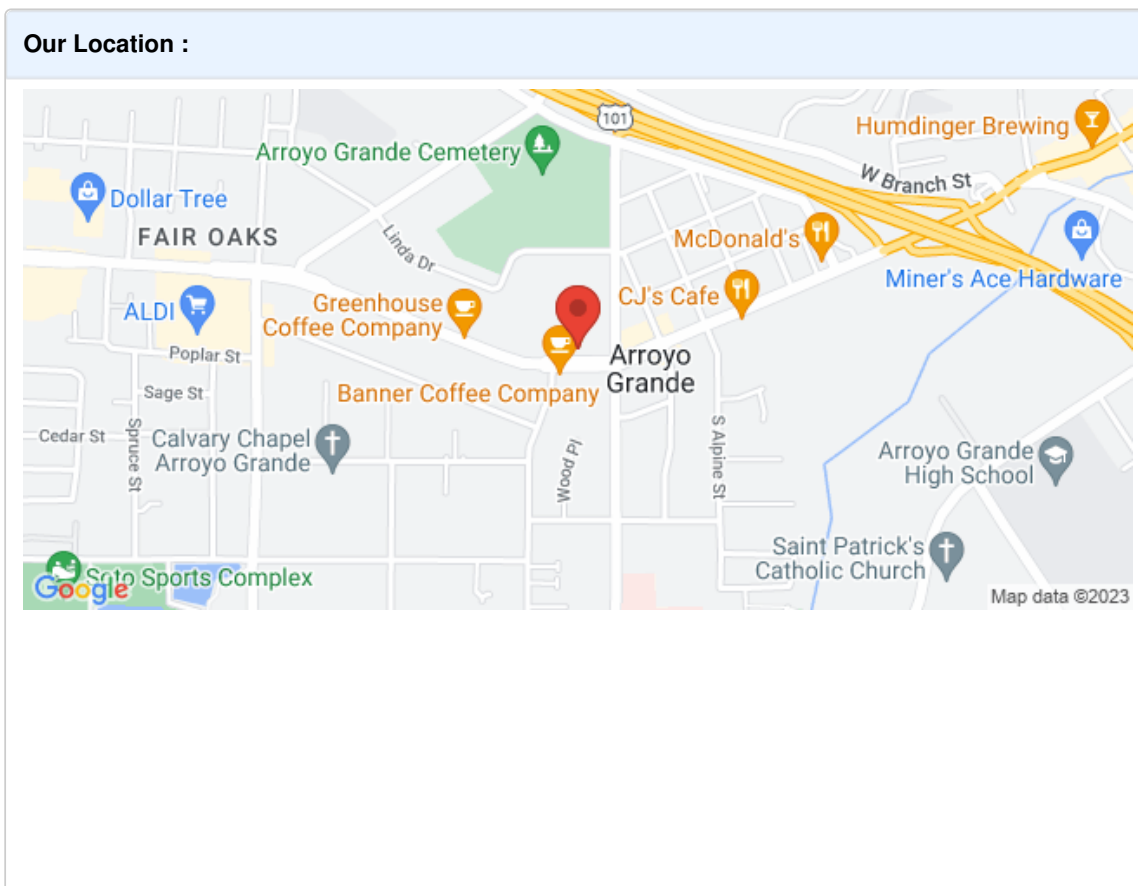 Our Location :
101
Humdinger Brewing
Arroyo Grande Cemetery
W Branch St
Dollar Tree
FAIR OAKS
Linda Dr
McDonald's
Miner's Ace Hardware
CJ's Cafe
Greenhouse
Coffee Company
ALDI
Poplar St
Arroyo
Grande
Banner Coffee Company
Sage St
Cedar St
Spruce St
Calvary Chapel
Arroyo Grande
Wood Pl
S Alpine St
Arroyo Grande
High School
Saint Patrick's
Catholic Church
Soto Sports Complex
Google
Map data ©2023